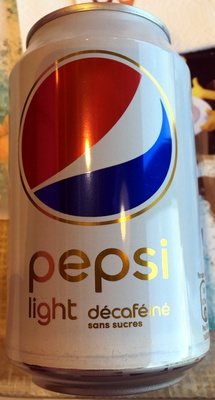 pepsi
light décaféiné
sans sucres